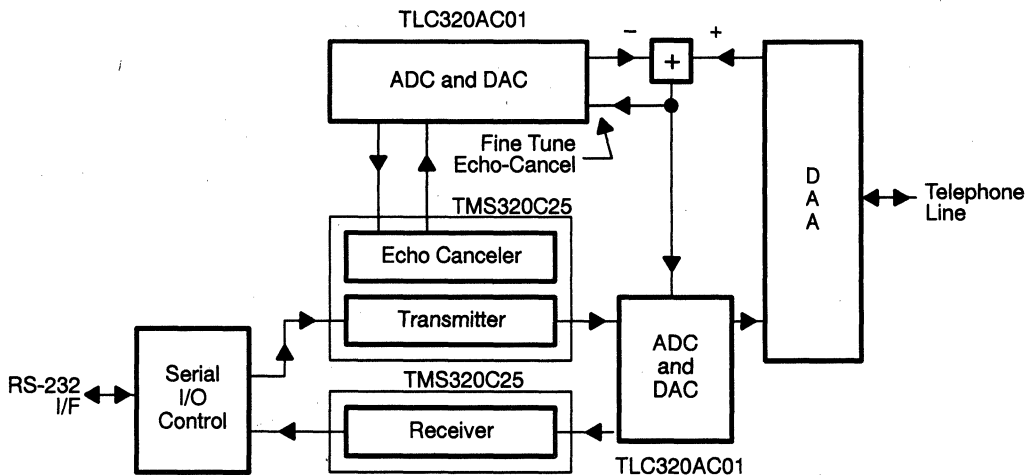 TLC320AC01
ADC and DAC
−
+
+
Fine Tune
Echo-Cancel
D
A
A
Telephone
Line
TMS320C25
Echo Canceler
Transmitter
ADC
and
DAC
TLC320AC01
RS-232
I/F
Serial
I/O
Control
TMS320C25
Receiver